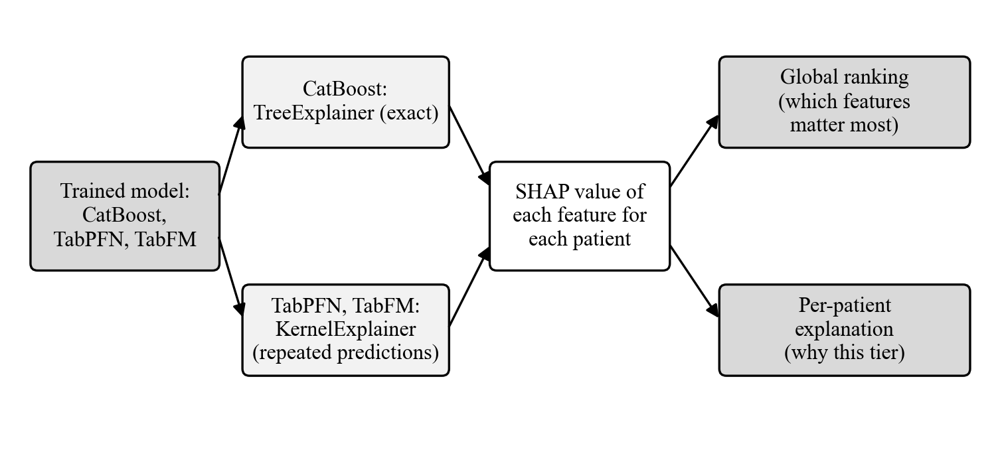 Trained model:
CatBoost,
TabPFN, TabFM
CatBoost:
TreeExplainer (exact)
TabPFN, TabFM:
KernelExplainer
(repeated predictions)
SHAP value of
each feature for
each patient
Global ranking
(which features
matter most)
Per-patient
explanation
(why this tier)